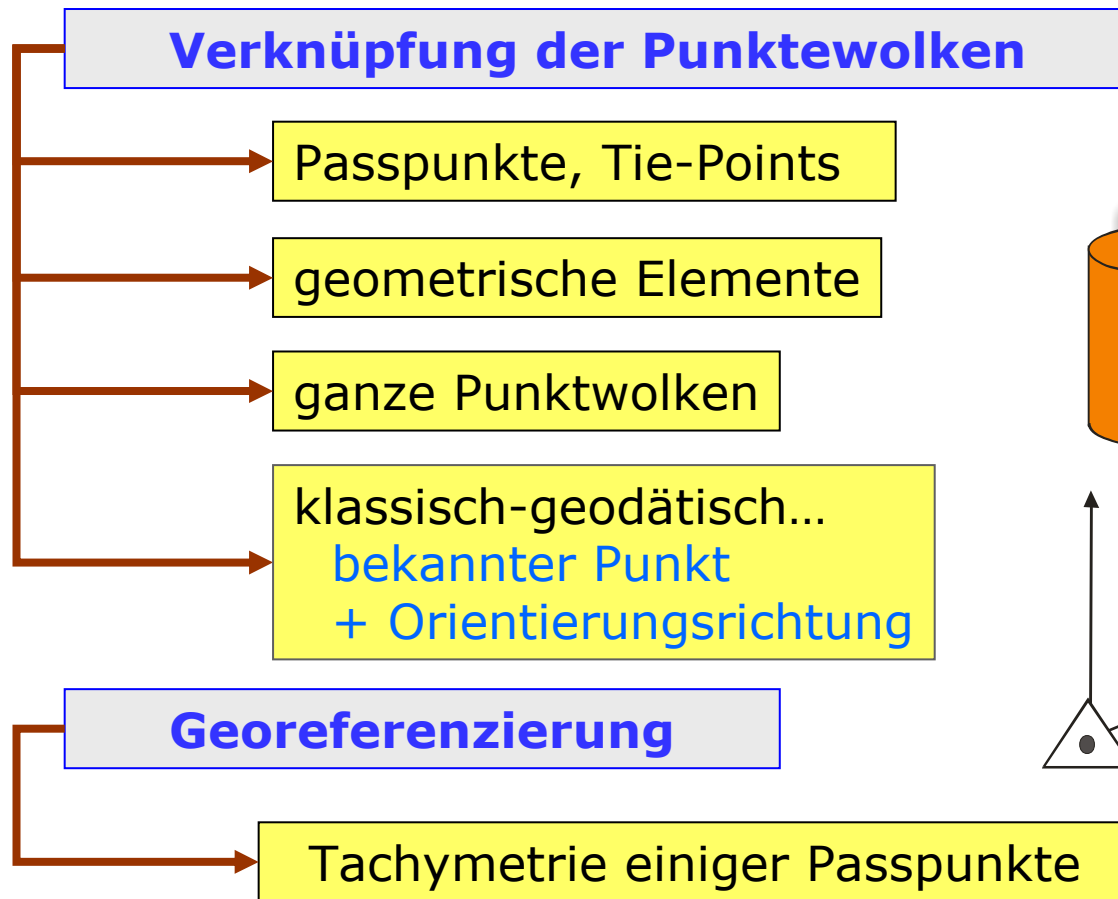 Verknüpfung der Punktewolken
Passpunkte, Tie-Points
geometrische Elemente
ganze Punktwolken
klassisch-geodätisch…
bekannter Punkt
+ Orientierungsrichtung
Georeferenzierung
Tachymetrie einiger Passpunkte